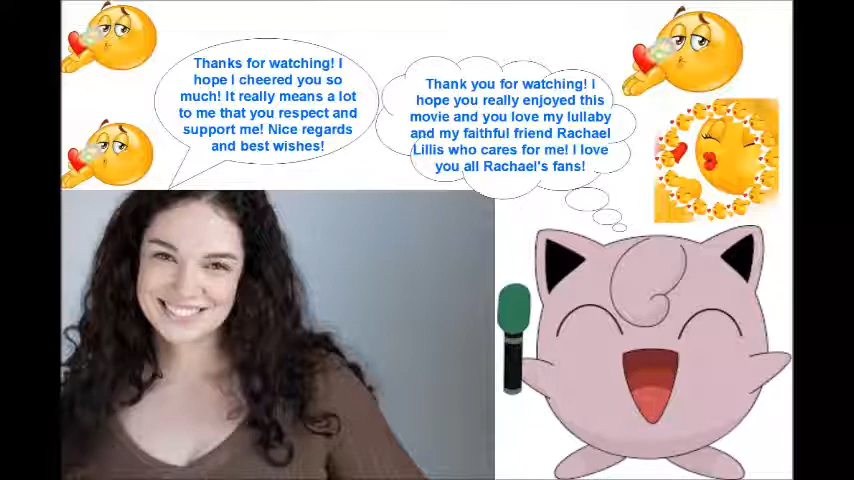 Thanks for watching! I
hope I cheered you so
much! It really means a lot
to me that you respect and
support me! Nice regards
and best wishes!
Thank you for watching! I
hope you really enjoyed this
movie and you love my lullaby
and my faithful friend Rachael
Lillis who cares for me! I love
you all Rachael's fans!